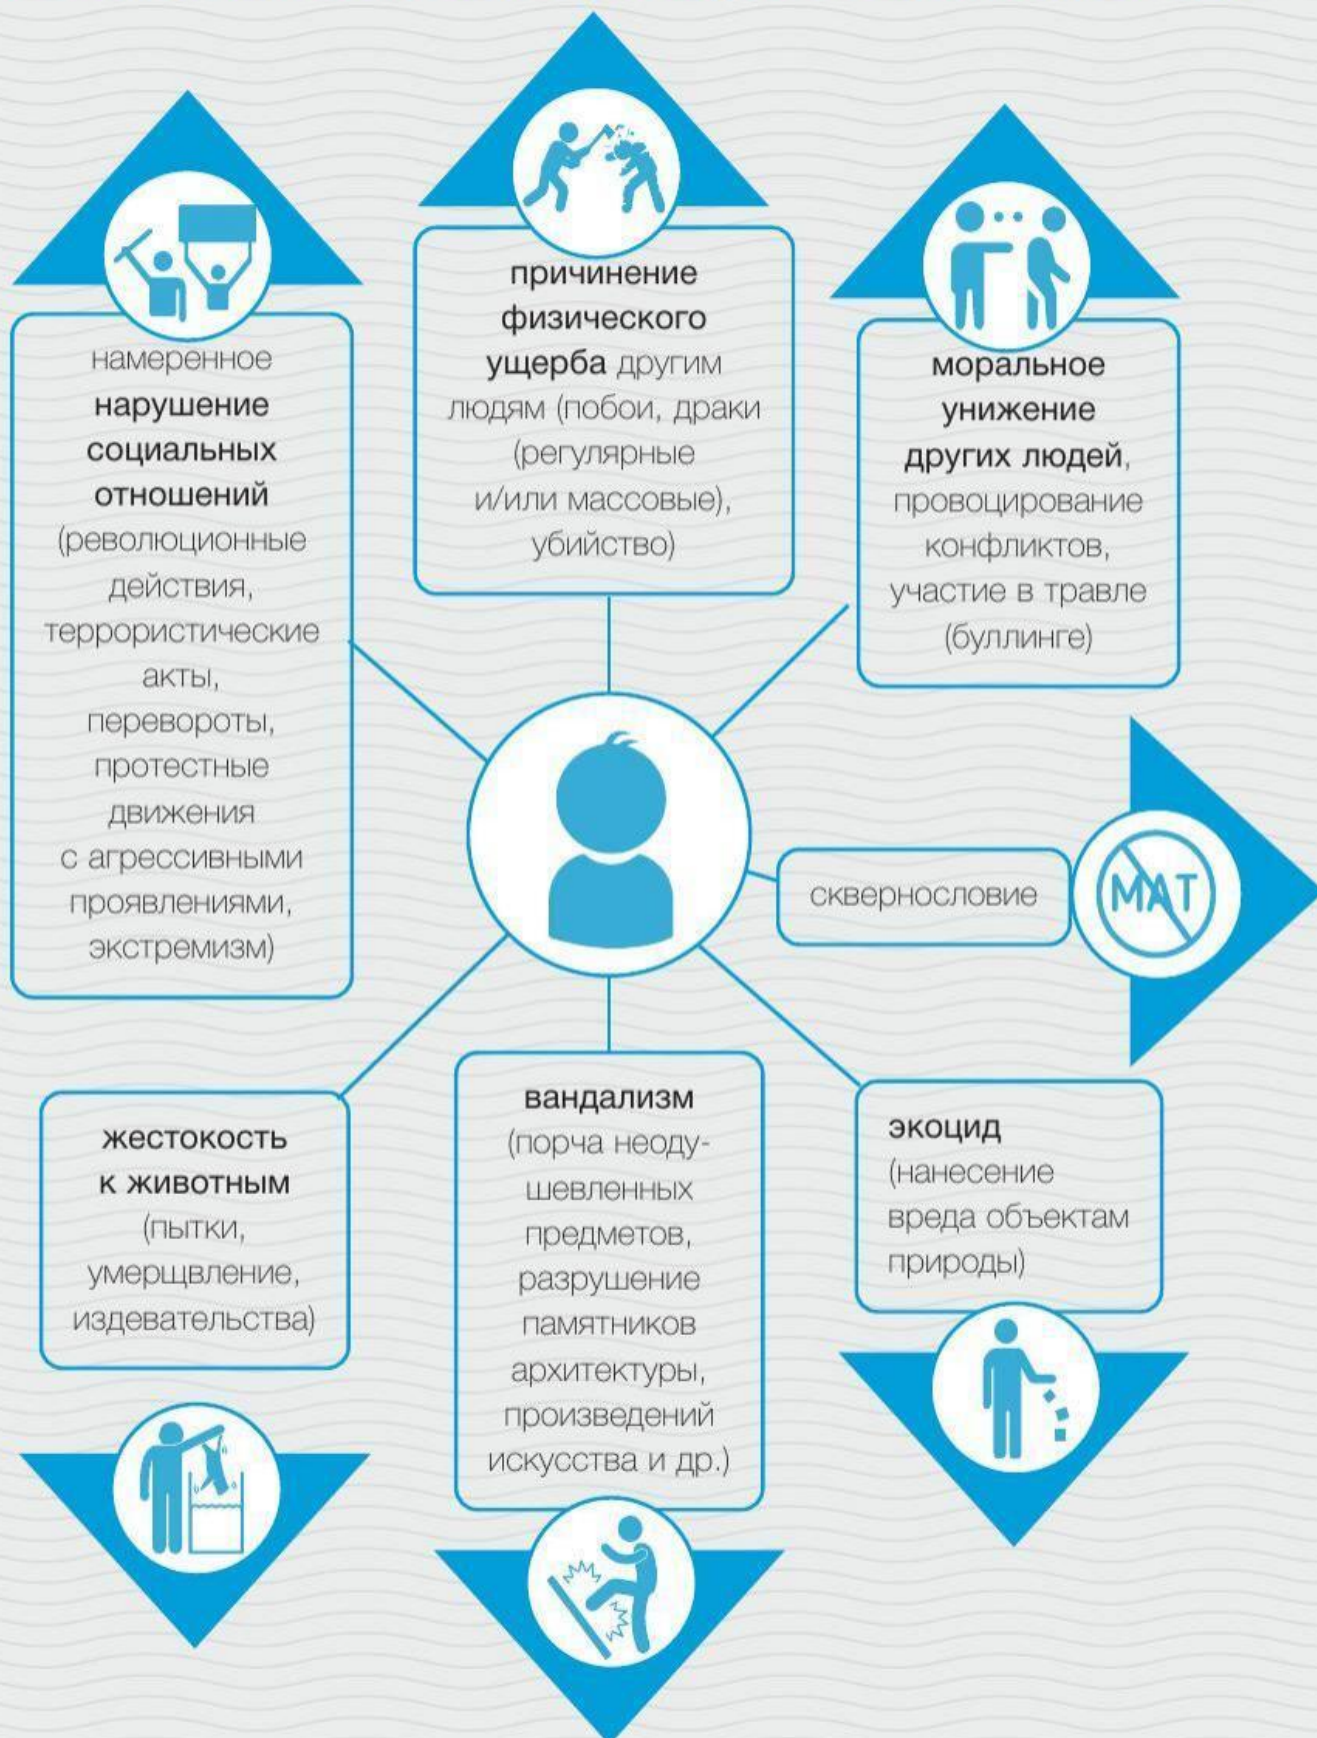 намеренное
нарушение
социальных
отношений
(революционные
действия,
террористические
акты,
перевороты,
протестные
движения
с агрессивными
проявлениями,
экстремизм)
причинение
физического
ущерба другим
людям (побои, драки
(регулярные
и/или массовые),
убийство)
моральное
унижение
других людей,
провоцирование
конфликтов,
участие в травле
(буллинге)
сквернословие
МАТ
жестокость
к животным
(пытки,
умерщвление,
издевательства)
вандализм
(порча неоду-
шевленных
предметов,
разрушение
памятников
архитектуры,
произведений
искусства и др.)
экоцид
(нанесение
вреда объектам
природы)